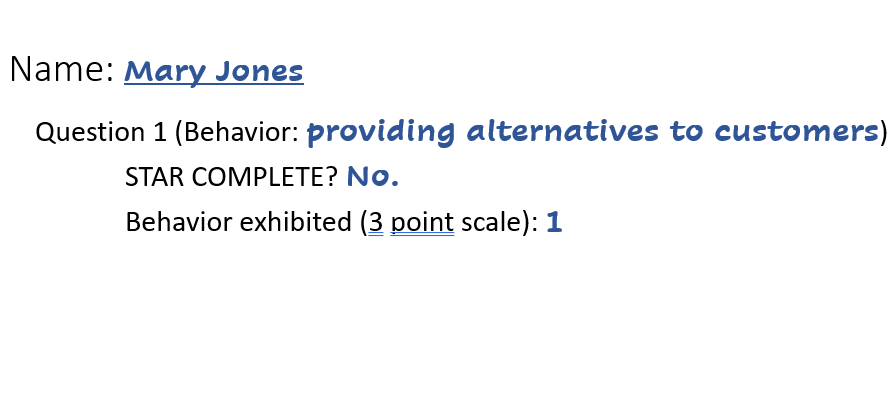 Name: Mary Jones
Question 1 (Behavior: providing alternatives to customers)
STAR COMPLETE? No.
Behavior exhibited (3 point scale): 1